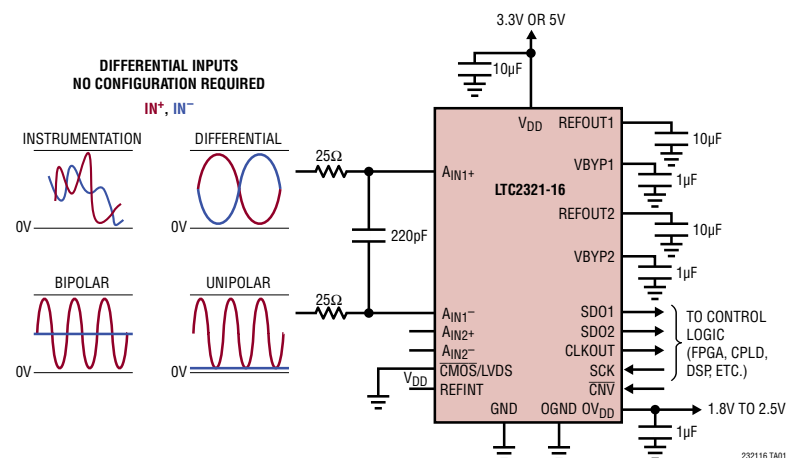 3.3V OR 5V
10µF
DIFFERENTIAL INPUTS
NO CONFIGURATION REQUIRED
IN+, IN−
INSTRUMENTATION
DIFFERENTIAL
0V
0V
BIPOLAR
UNIPOLAR
0V
0V
25Ω
220pF
25Ω
VDD
REFOUT1
10µF
AIN1+
VBYP1
1µF
LTC2321-16
REFOUT2
10µF
VBYP2
1µF
AIN1−
SDO1
AIN2+
SDO2
AIN2−
CLKOUT
CMOS/LVDS
SCK
VDD
REFINT
CNV
TO CONTROL
LOGIC
(FPGA, CPLD,
DSP, ETC.)
GND
OGND
OVDD
1.8V TO 2.5V
1µF
232116 TA01